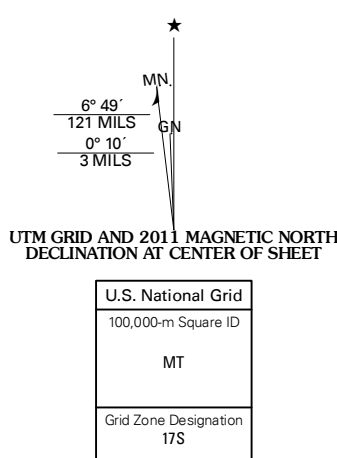 ★
MN.
6° 49´
121 MILS
GN
0° 10´
3 MILS
UTM GRID AND 2011 MAGNETIC NORTH
DECLINATION AT CENTER OF SHEET
U.S. National Grid
100,000-m Square ID
MT
Grid Zone Designation
17S